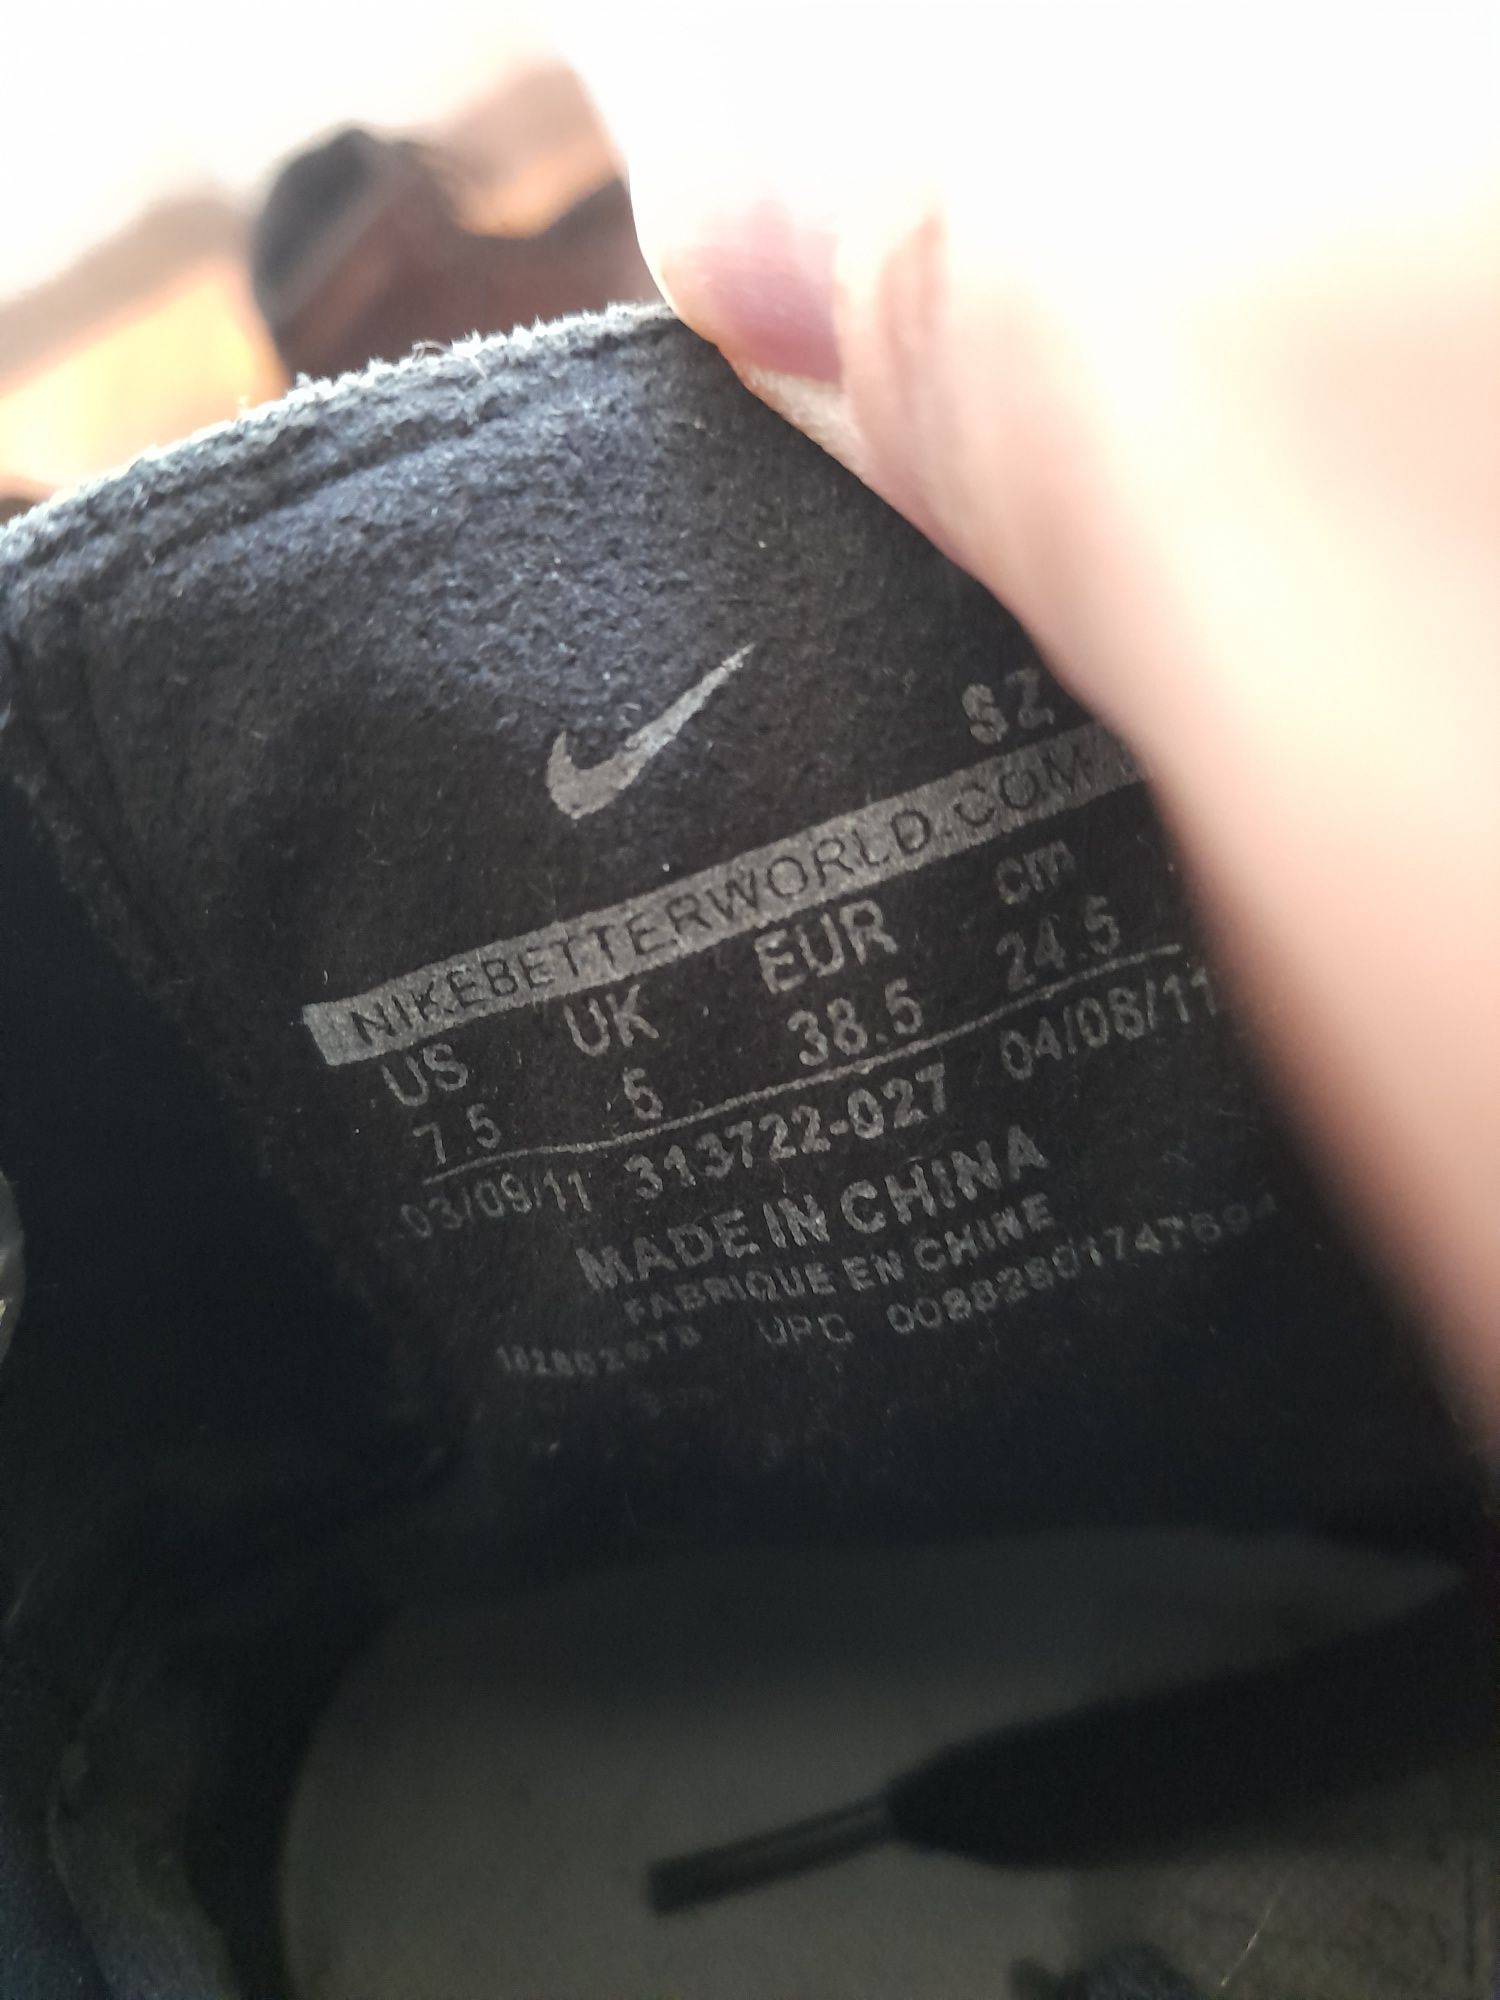 SZ
NIKEBETTERWORLD.COM
US UK EUR cm
7.5 5 38.5 24.5
03/09/11 313722-027 04/08/11
MADE IN CHINA
FABRIQUE EN CHINE
UPC